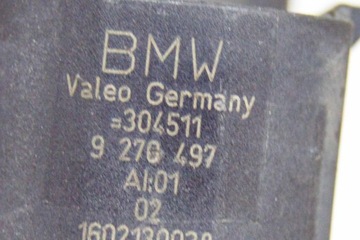 BMW
Valeo Germany
=304511
9 270 497
AI:01
02